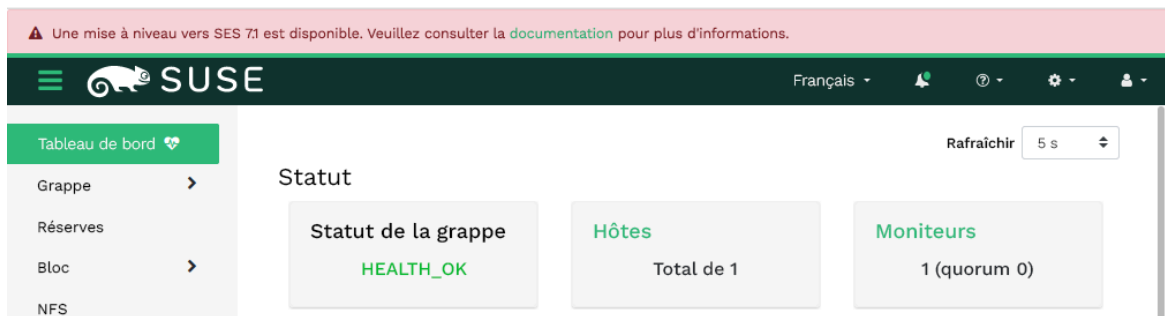 Une mise à niveau vers SES 7.1 est disponible. Veuillez consulter la documentation pour plus d'informations.
SUSE
Français
Tableau de bord
Rafraîchir 5 s
Grappe
Réserves
Bloc
NFS
Statut
Statut de la grappe
HEALTH_OK
Hôtes
Total de 1
Moniteurs
1 (quorum 0)